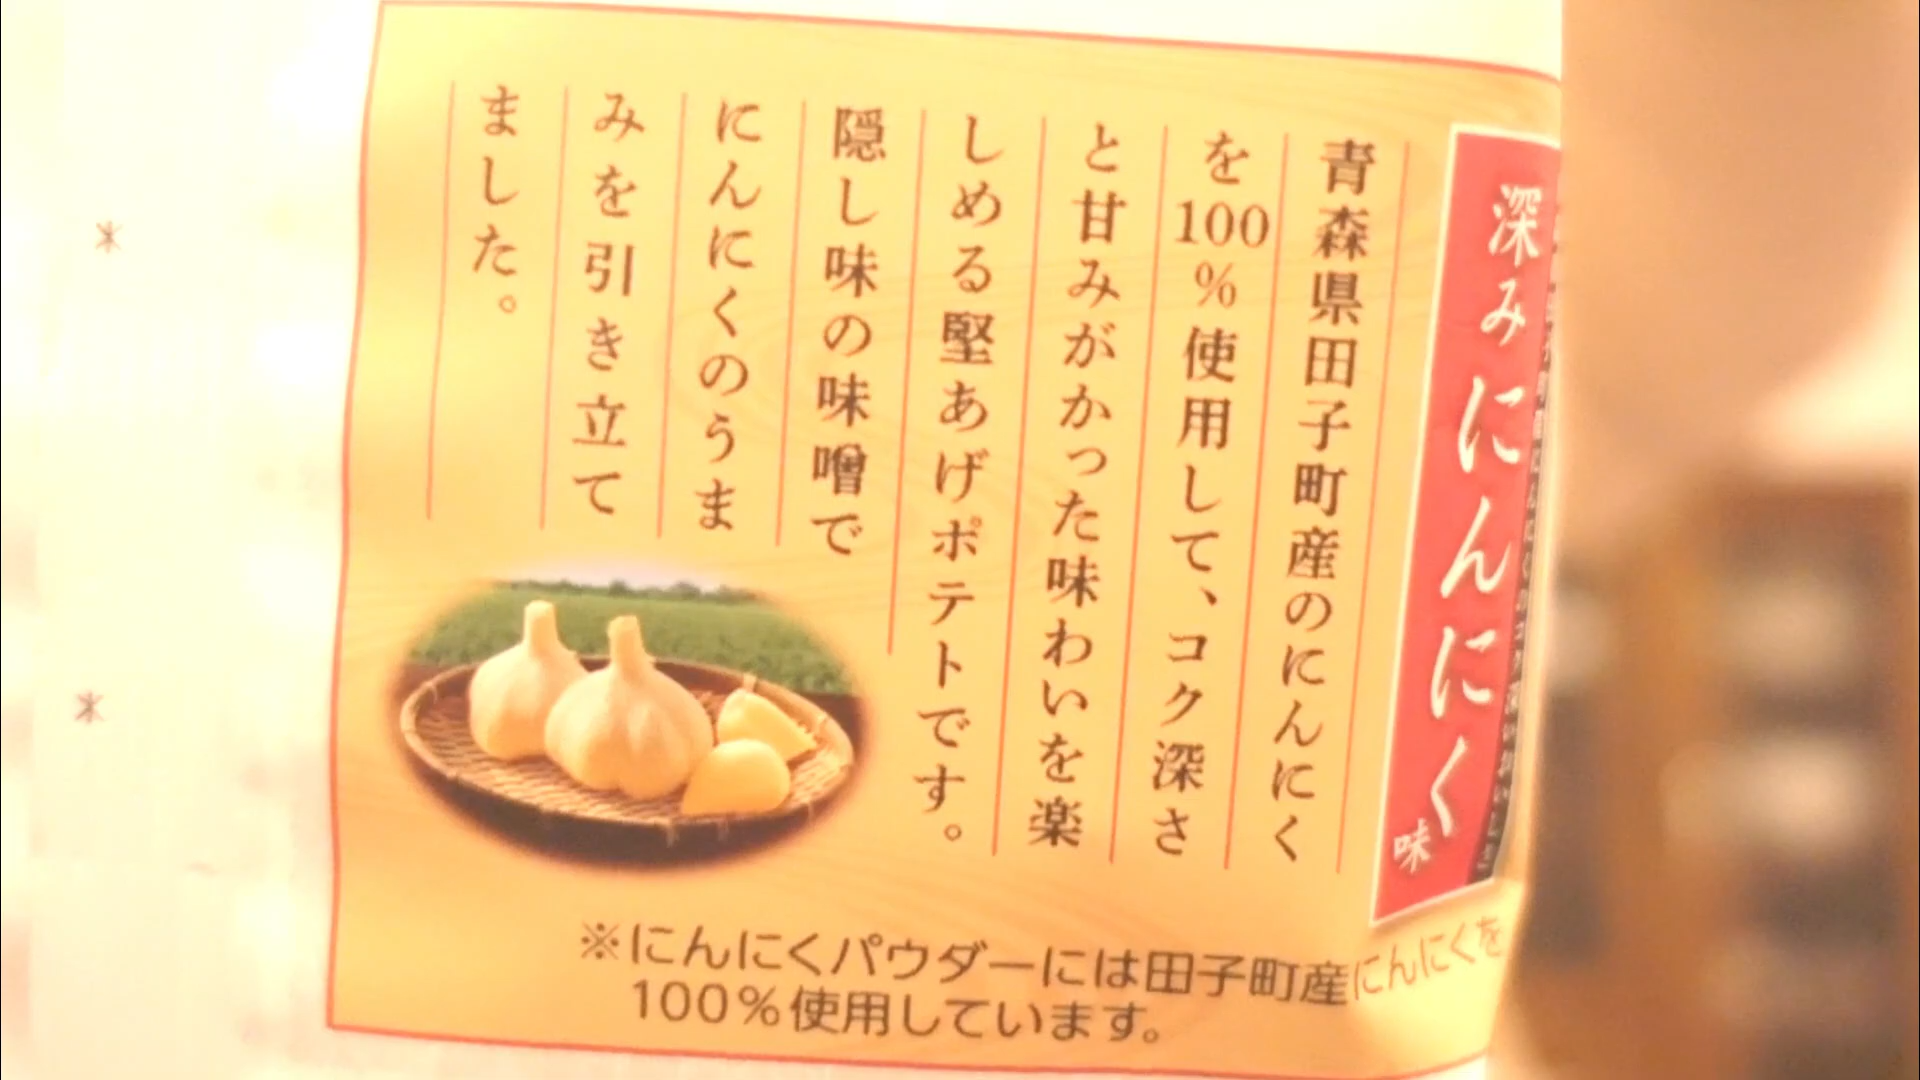 深みにんにく味
青森県田子町産のにんにく
を100%使用して、コク深さ
と甘みがかった味わいを楽
しめる堅あげポテトです。
隠し味の味噌で
にんにくのうま
みを引き立て
ました。
※にんにくパウダーには田子町産にんにくを
100%使用しています。